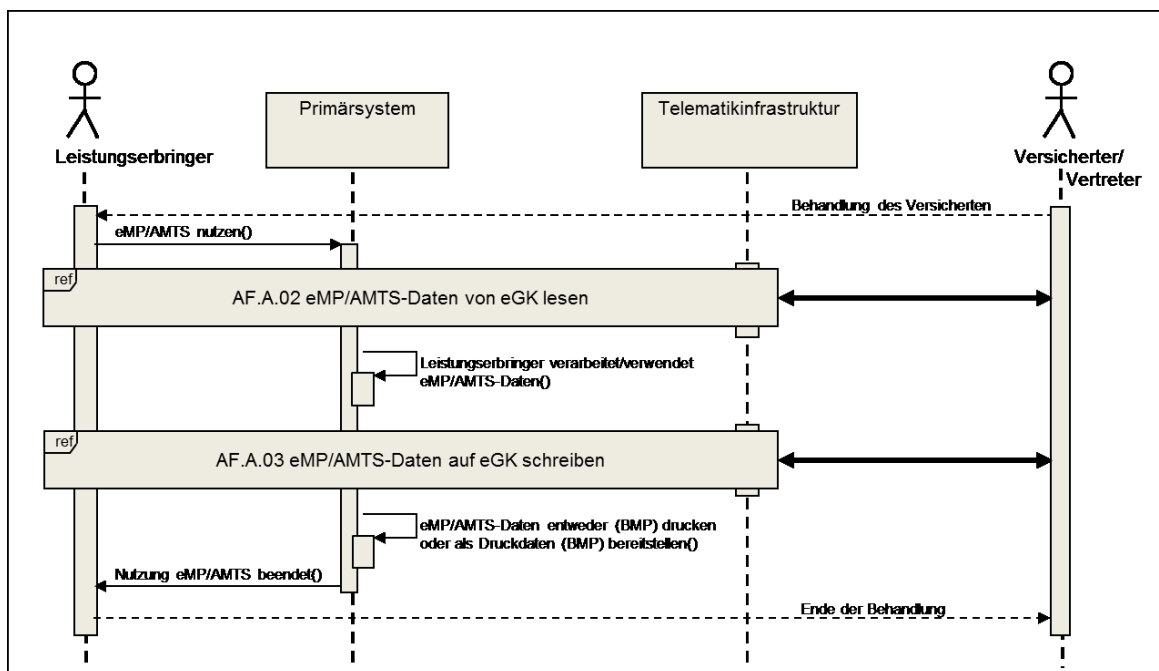 Primärsystem
Telematikinfrastruktur
Leistungserbringer
Versicherter/
Vertreter
Behandlung des Versicherten
eMP/AMTS nutzen()
ref
AF.A.02 eMP/AMTS-Daten von eGK lesen
Leistungserbringer verarbeitet/verwendet
eMP/AMTS-Daten()
ref
AF.A.03 eMP/AMTS-Daten auf eGK schreiben
eMP/AMTS-Daten entweder (BMP) drucken
oder als Druckdaten (BMP) bereitstellen()
Nutzung eMP/AMTS beendet()
Ende der Behandlung